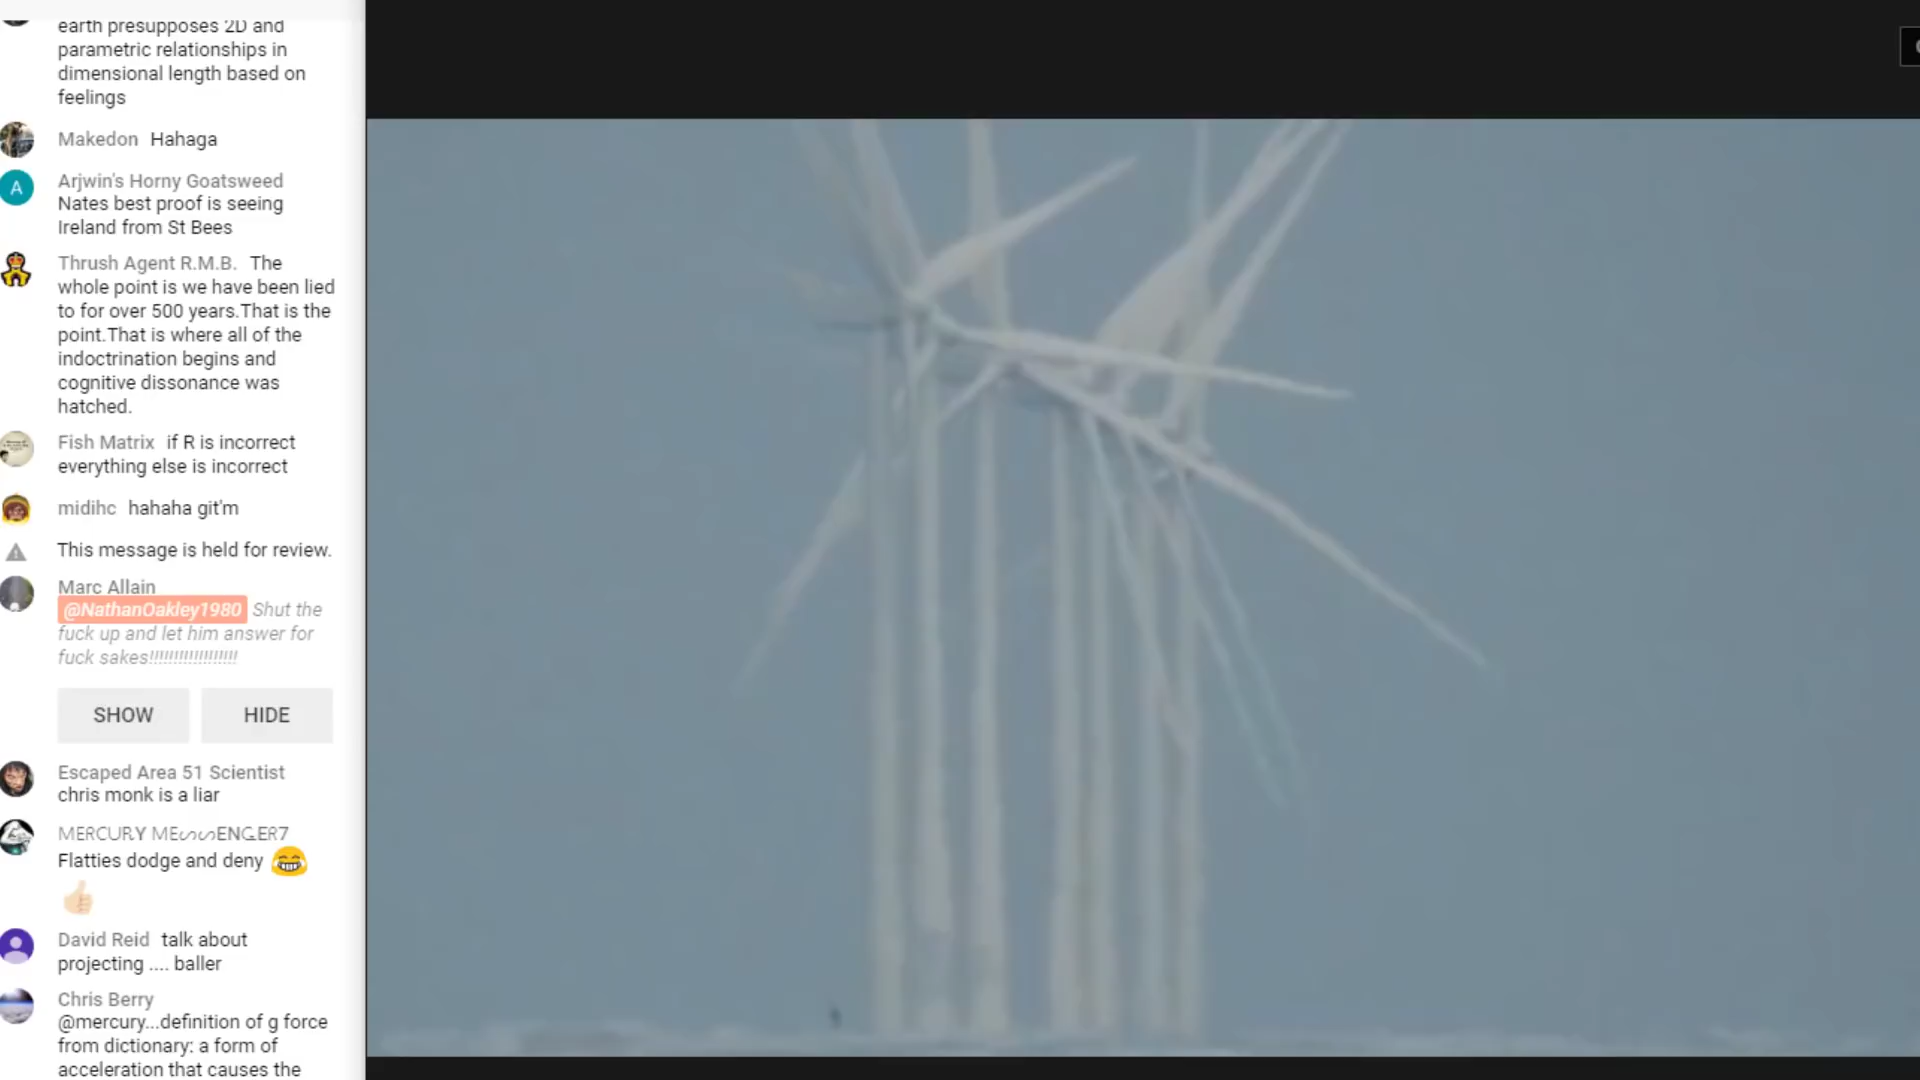 earth presupposes 2D and
parametric relationships in
dimensional length based on
feelings
Makedon Hahaga
Arjwin's Horny Goatsweed
Nates best proof is seeing
Ireland from St Bees
Thrush Agent R.M.B. The
whole point is we have been lied
to for over 500 years.That is the
point.That is where all of the
indoctrination begins and
cognitive dissonance was
hatched.
Fish Matrix if R is incorrect
everything else is incorrect
midihc hahaha git'm
This message is held for review.
Marc Allain
@NathanOakley1980 Shut the
fuck up and let him answer for
fuck sakes!!!!!!!!!!!!!!!!!!
SHOW HIDE
Escaped Area 51 Scientist
chris monk is a liar
MERCURY MEᔕᔕENGER7
Flatties dodge and deny 😂
👍🏻
A
David Reid talk about
projecting .... baller
Chris Berry
@mercury...definition of g force
from dictionary: a form of
acceleration that causes the